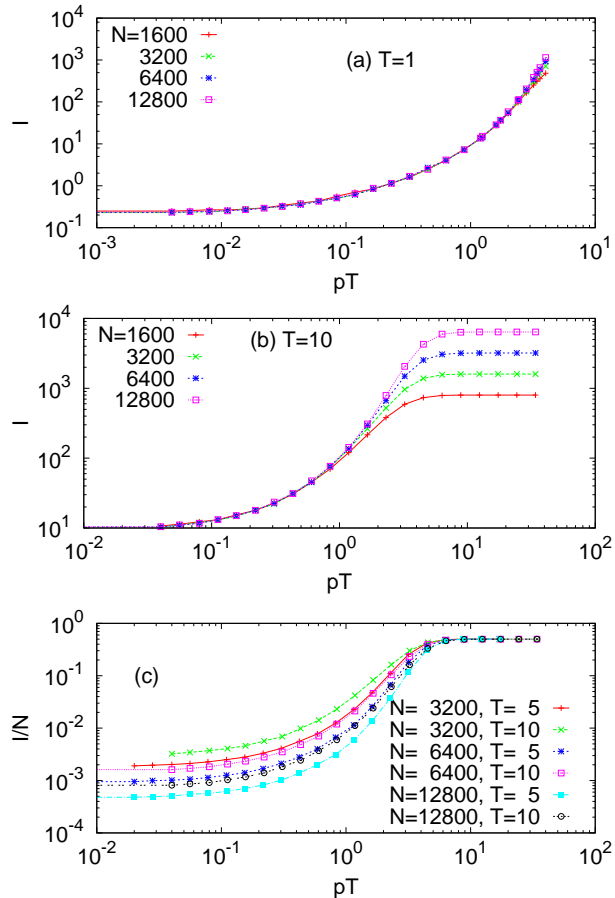 10^4
10^3
10^2
10^1
10^0
10^-1
I
N=1600
3200
6400
12800
(a) T=1
10^-3
10^-2
10^-1
10^0
10^1
pT
10^4
10^3
10^2
10^1
I
N=1600
3200
6400
12800
(b) T=10
10^-2
10^-1
10^0
10^1
10^2
pT
10^0
10^-1
10^-2
10^-3
10^-4
I/N
(c)
N= 3200, T= 5
N= 3200, T=10
N= 6400, T= 5
N= 6400, T=10
N=12800, T= 5
N=12800, T=10
10^-2
10^-1
10^0
10^1
10^2
pT